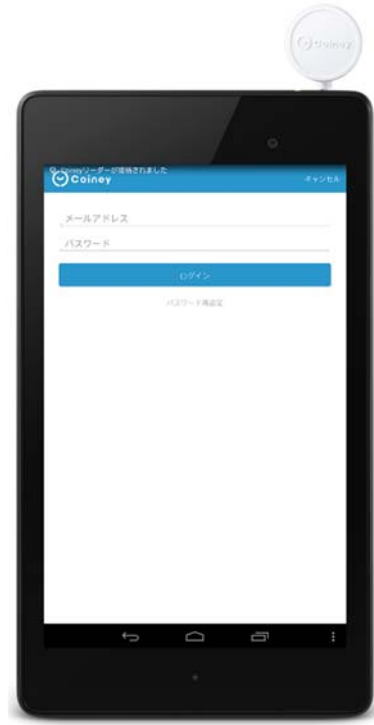 Coiney
Coineyリーダーが接続されました
Coiney
キャンセル
メールアドレス
パスワード
ログイン
パスワード再設定